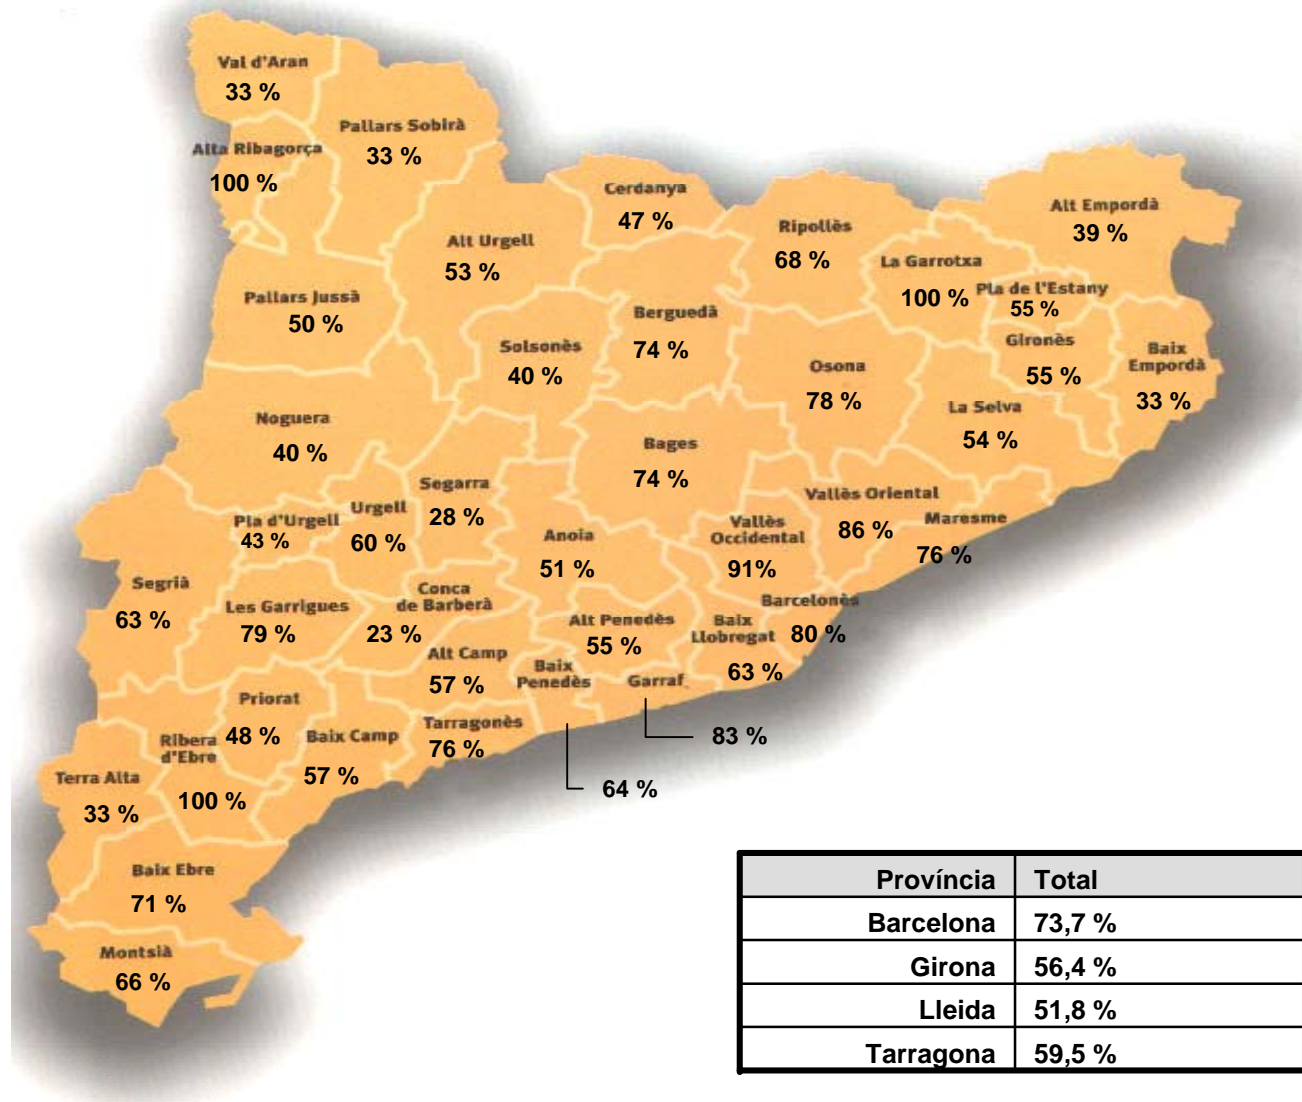 Val d'Aran
33 %
Pallars Sobirà
33 %
Alta Ribagorça
100 %
Cerdanya
47 %
Alt Urgell
53 %
Ripollès
68 %
Alt Empordà
39 %
La Garrotxa
100 %
Pla de l'Estany
55 %
Pallars Jussà
50 %
Berguedà
74 %
Solsonès
40 %
Osona
78 %
Gironès
55 %
Baix
Empordà
33 %
La Selva
54 %
Noguera
40 %
Bages
74 %
Segarra
28 %
Urgell
60 %
Pla d'Urgell
43 %
Anoia
51 %
Vallès Oriental
86 %
Vallès
Occidental
91%
Maresme
76 %
Segrià
63 %
Les Garrigues
79 %
Conca
de Barberà
23 %
Alt Penedès
55 %
Barcelonès
80 %
Baix
Llobregat
63 %
Alt Camp
57 %
Baix
Penedès
Garraf
83 %
64 %
Priorat
48 %
Baix Camp
57 %
Tarragonès
76 %
Ribera
d'Ebre
100 %
Terra Alta
33 %
Baix Ebre
71 %
Montsià
66 %
Província Total
Barcelona 73,7 %
Girona 56,4 %
Lleida 51,8 %
Tarragona 59,5 %